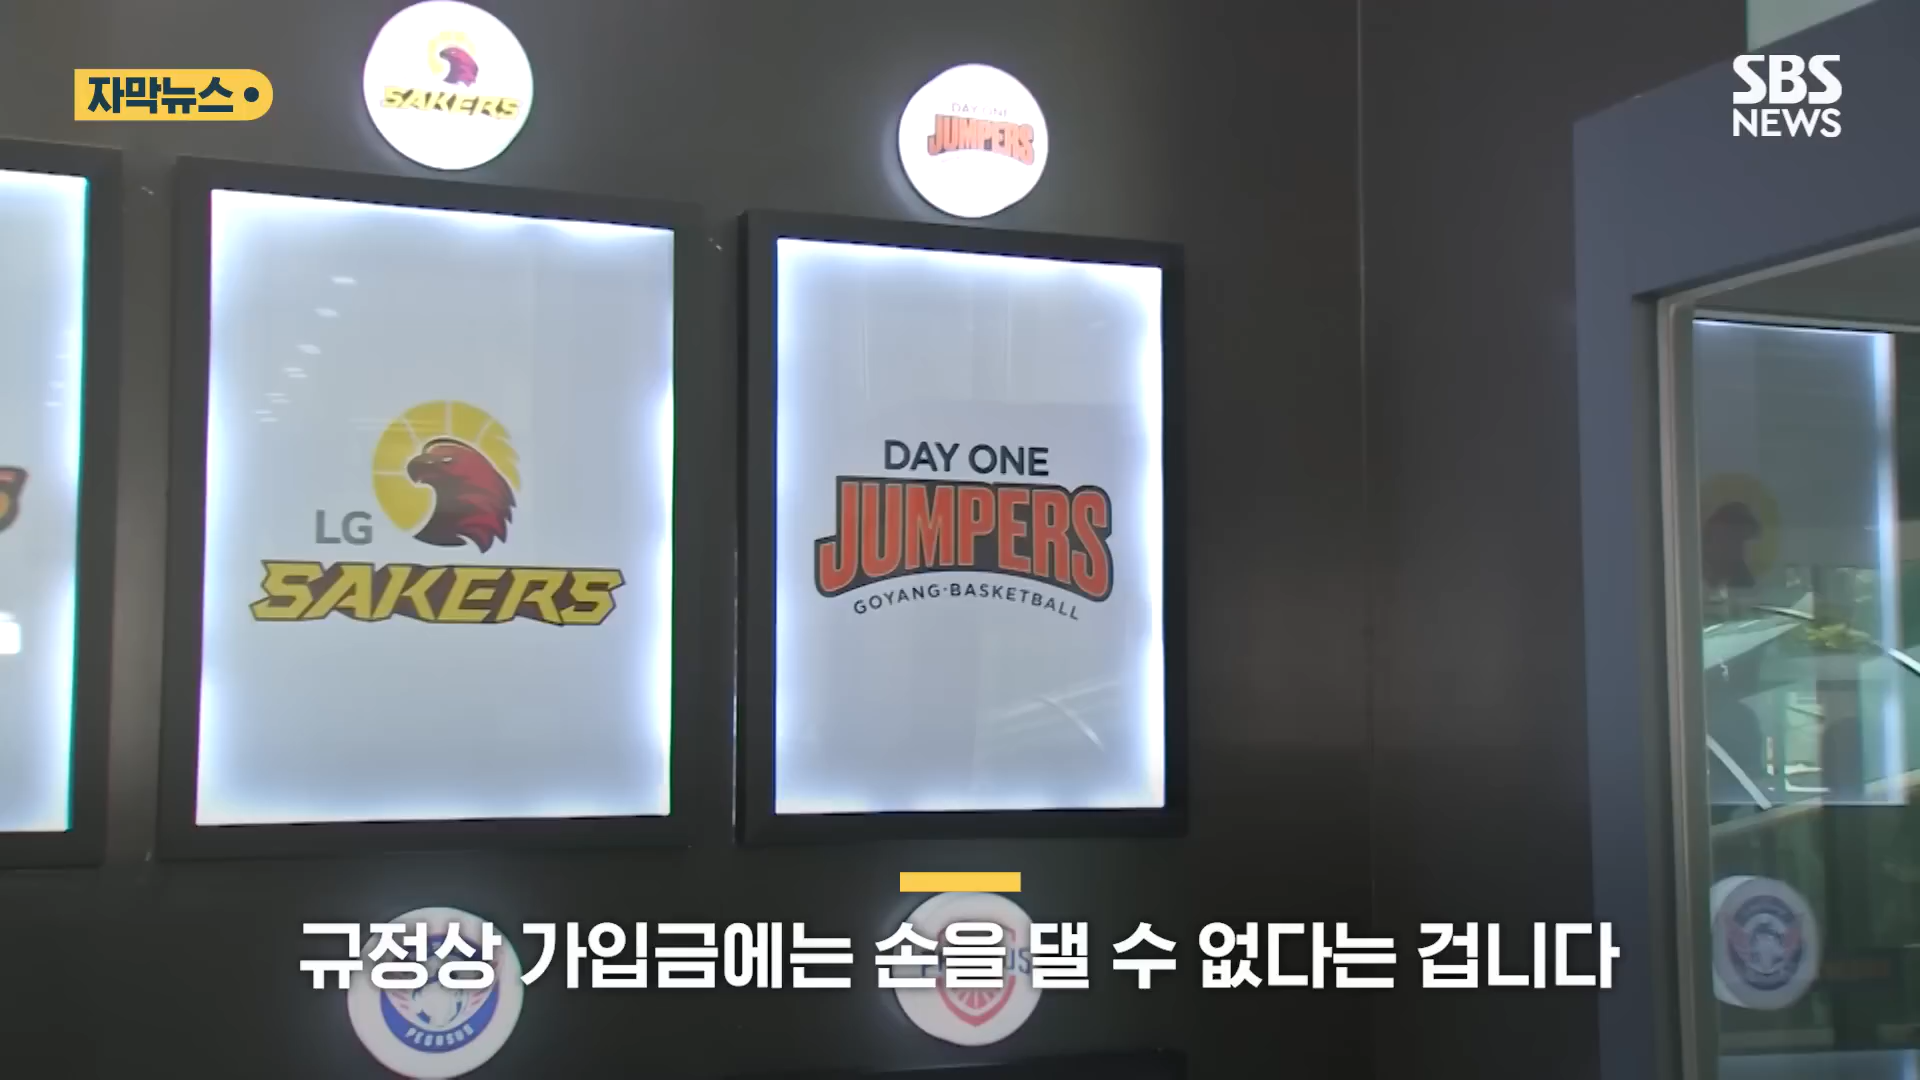 자막뉴스
SBS
NEWS
SAKERS
DAY ONE
JUMPERS
LG
SAKERS
DAY ONE
JUMPERS
GOYANG·BASKETBALL
규정상 가입금에는 손을 댈 수 없다는 겁니다
PEGASUS